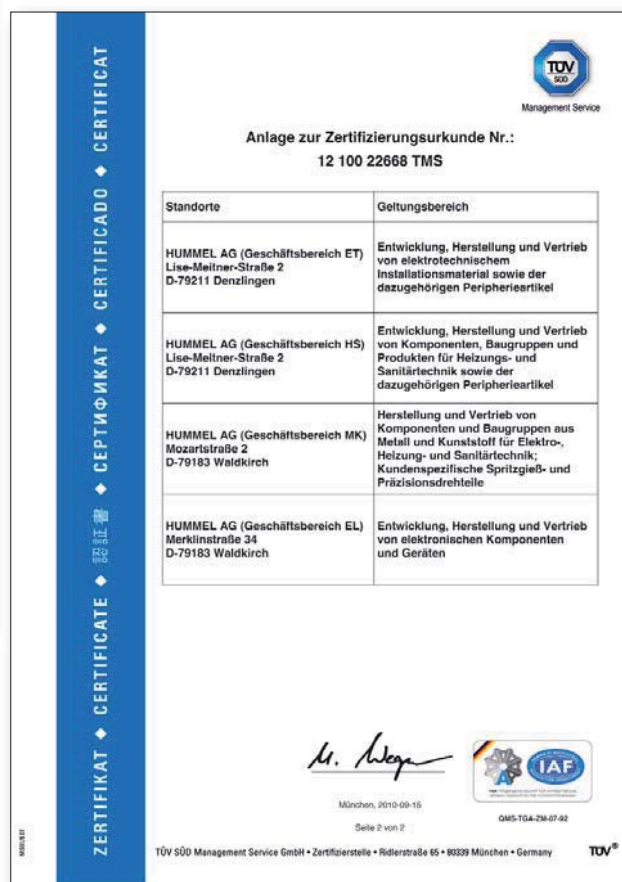 TÜV
SÜD
Management Service
Anlage zur Zertifizierungsurkunde Nr.:
12 100 22668 TMS
Standorte
Geltungsbereich
HUMMEL AG (Geschäftsbereich ET)
Lise-Meitner-Straße 2
D-79211 Denzlingen
Entwicklung, Herstellung und Vertrieb
von elektrotechnischem
Installationsmaterial sowie der
dazugehörigen Peripherieartikel
HUMMEL AG (Geschäftsbereich HS)
Lise-Meitner-Straße 2
D-79211 Denzlingen
Entwicklung, Herstellung und Vertrieb
von Komponenten, Baugruppen und
Produkten für Heizungs- und
Sanitärtechnik sowie der
dazugehörigen Peripherieartikel
HUMMEL AG (Geschäftsbereich MK)
Mozartstraße 2
D-79183 Waldkirch
Herstellung und Vertrieb von
Komponenten und Baugruppen aus
Metall und Kunststoff für Elektro-,
Heizung- und Sanitärtechnik;
Kundenspezifische Spritzgieß- und
Präzisionsdrehteile
HUMMEL AG (Geschäftsbereich EL)
Merklinstraße 34
D-79183 Waldkirch
Entwicklung, Herstellung und Vertrieb
von elektronischen Komponenten
und Geräten
München, 2010-09-15
Seite 2 von 2
IAF
QMS-TGA-ZM-07-92
TÜV SÜD Management Service GmbH • Zertifizierstelle • Ridlerstraße 65 • 80339 München • Germany
TÜV®
ZERTIFIKAT ◆ CERTIFICATE ◆ 認証書 ◆ СЕРТИФИКАТ ◆ CERTIFICADO ◆ CERTIFICAT